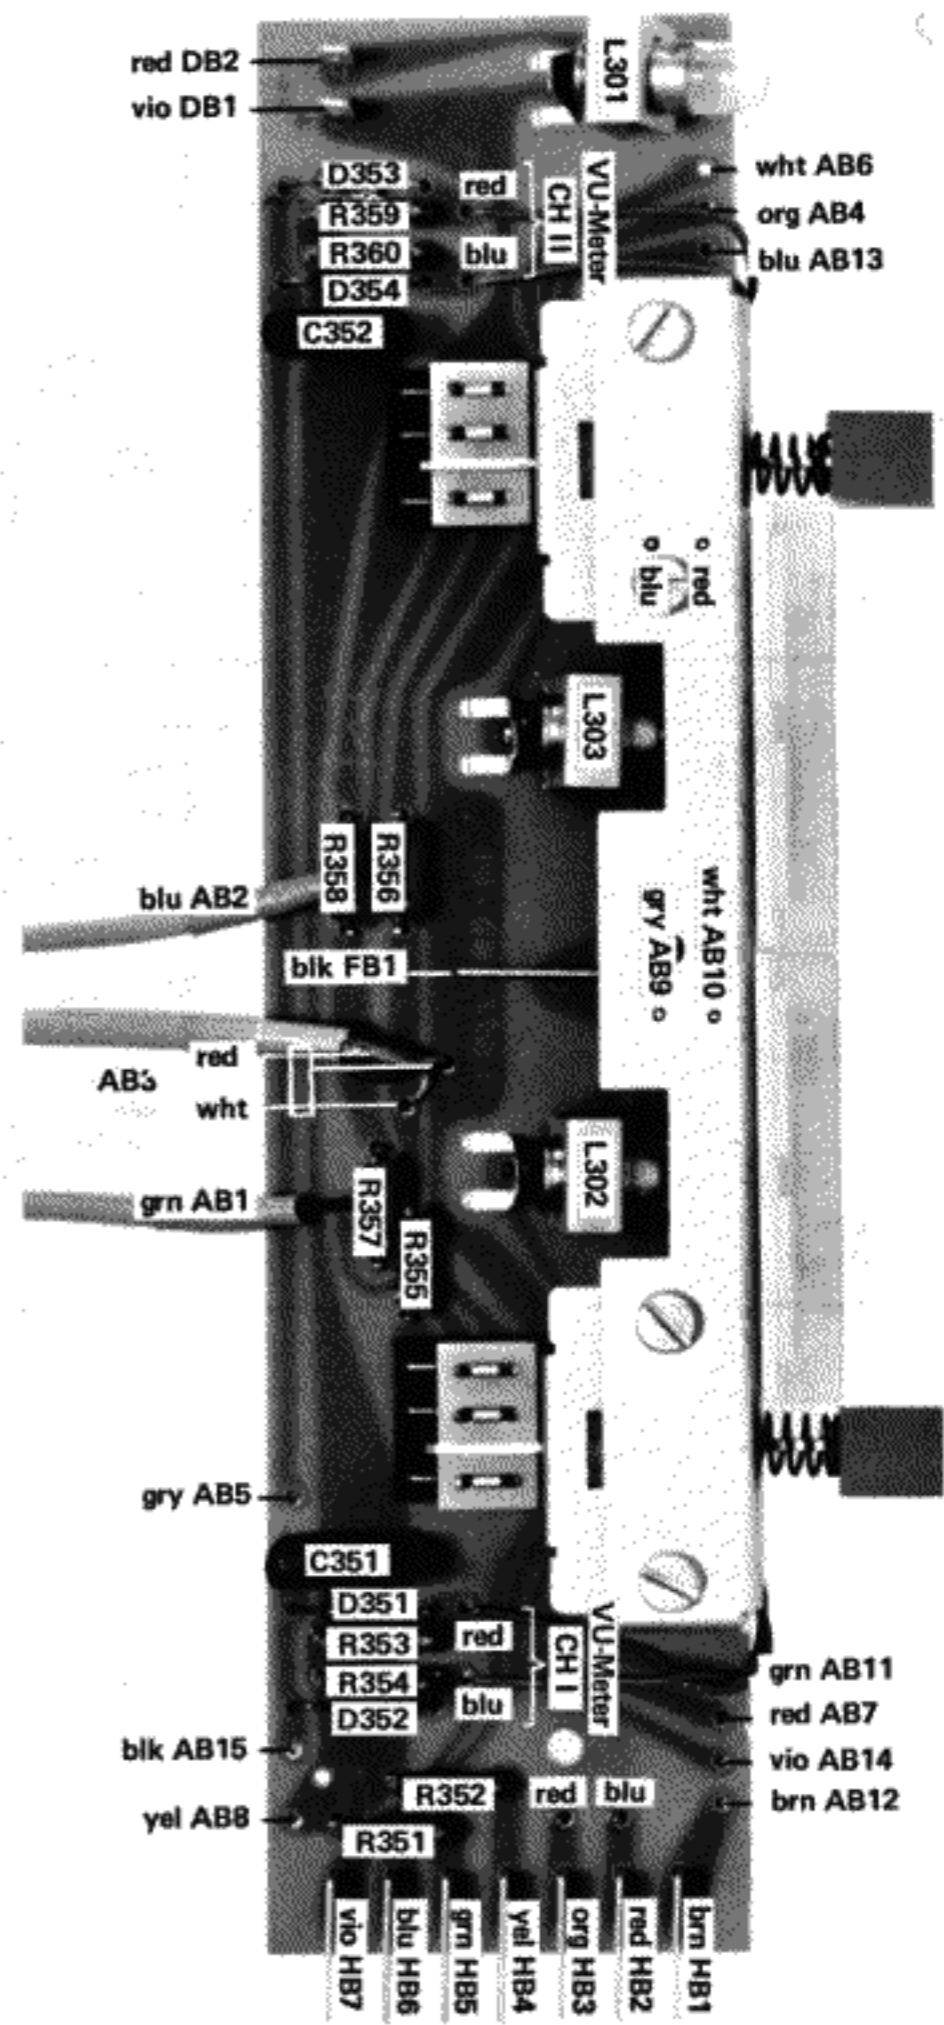 red DB2
vio DB1
L301
D353
R359
R360
D354
C352
red
blu
CH II
VU-Meter
wht AB6
org AB4
blu AB13
red
blu
L303
R358
R356
blu AB2
blk FB1
wht AB10
gry AB9
red
AB3
wht
grn AB1
L302
R357
R355
gry AB5
C351
D351
R353
R354
D352
red
blu
CH I
VU-Meter
grn AB11
red AB7
vio AB14
brn AB12
blk AB15
yel AB8
R352
R351
red
blu
vio HB7
blu HB6
grn HB5
yel HB4
org HB3
red HB2
brn HB1